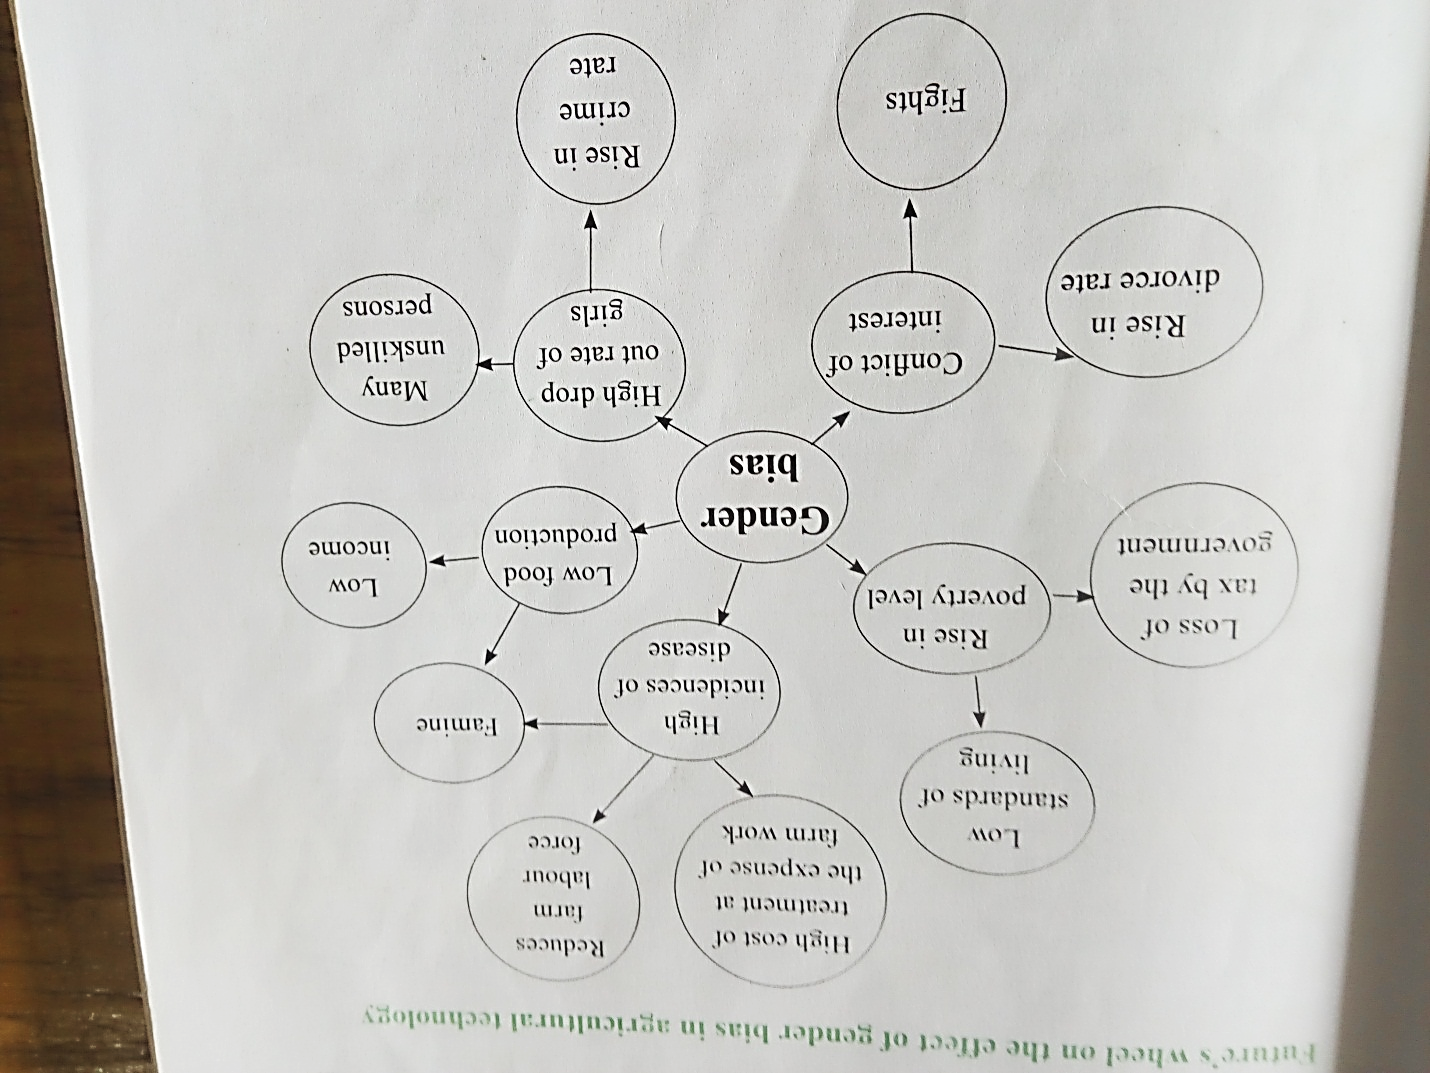 Future's wheel on the effect of gender bias in agricultural technology
Reduces
farm
labour
force
High cost of
treatment at
the expense of
farm work
Low
standards of
living
Famine
High
incidences of
disease
Rise in
poverty level
Loss of
tax by the
government
Low
income
Low food
production
Gender
bias
Many
unskilled
persons
High drop
out rate of
girls
Conflict of
interest
Rise in
divorce rate
Rise in
crime
rate
Fights